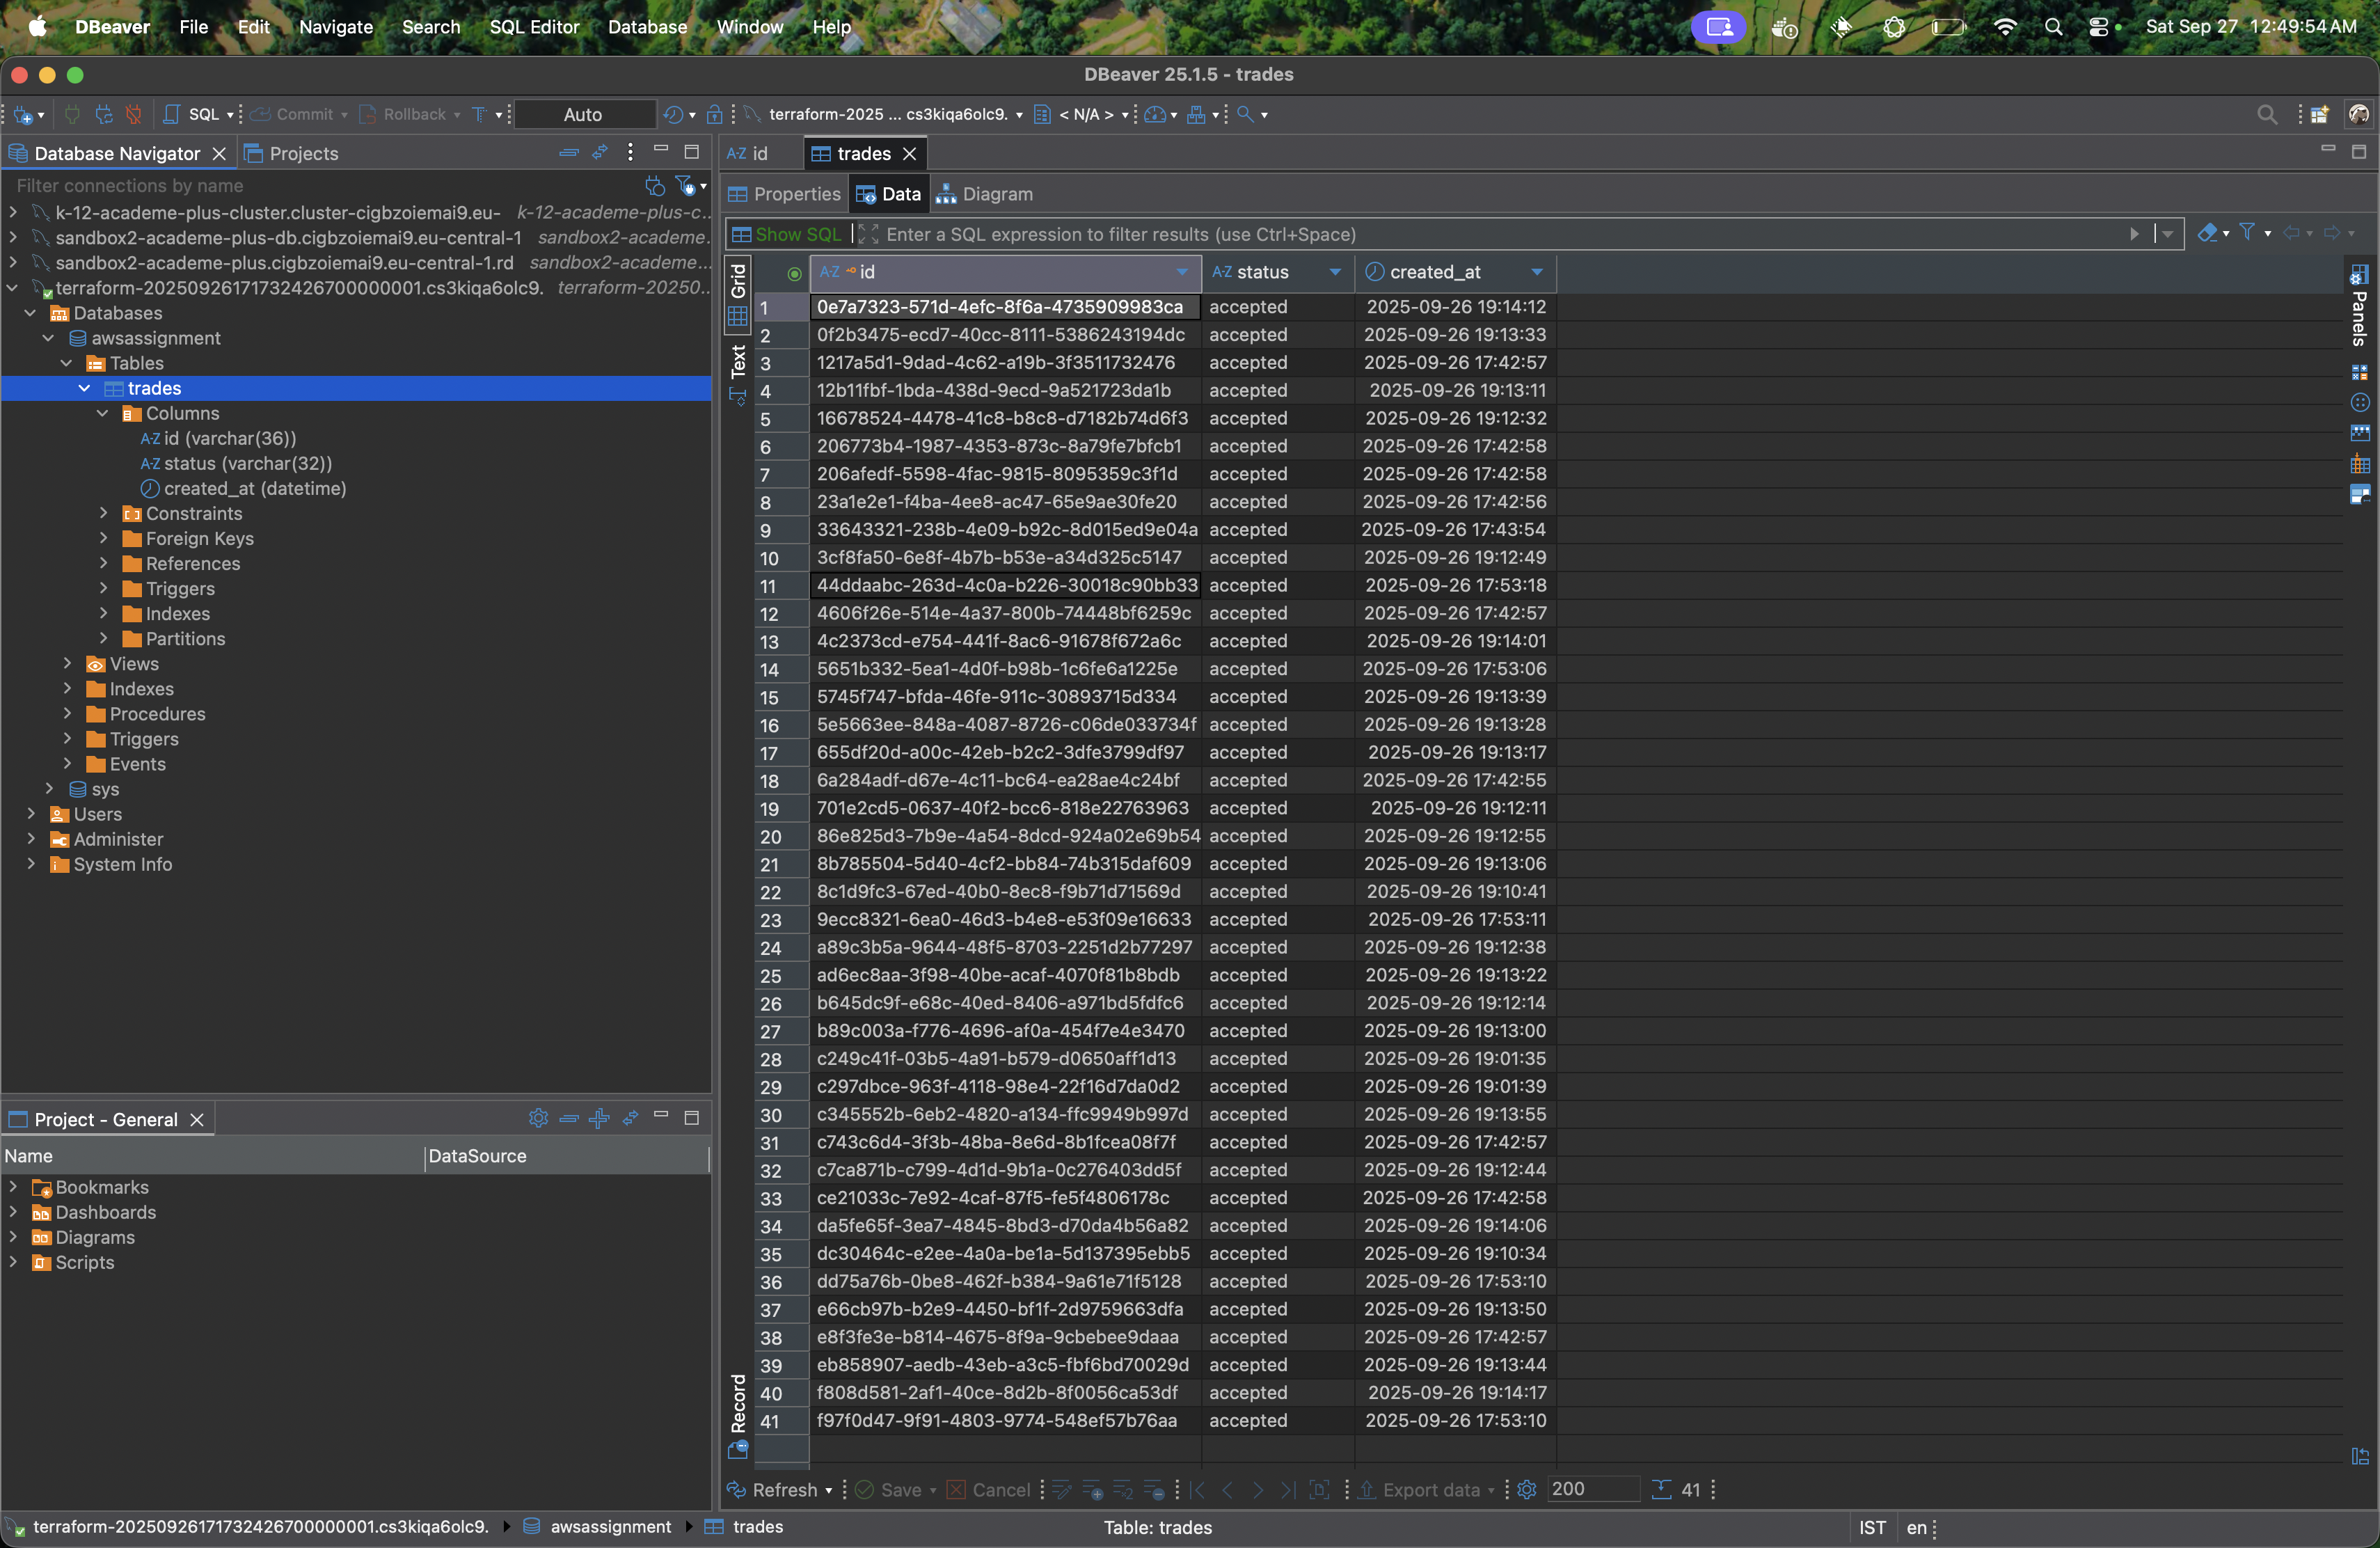 DBeaver File Edit Navigate Search SQL Editor Database Window Help Sat Sep 27 12:49:54 AM
DBeaver 25.1.5 - trades
SQL Commit Rollback Auto terraform-2025 ... cs3kiqa6olc9. < N/A >
Database Navigator Projects
Filter connections by name
k-12-academe-plus-cluster.cluster-cigbzoiemai9.eu- k-12-academe-plus-c...
sandbox2-academe-plus-db.cigbzoiemai9.eu-central-1 sandbox2-academe...
sandbox2-academe-plus.cigbzoiemai9.eu-central-1.rd sandbox2-academe...
terraform-20250926171732426700000001.cs3kiqa6olc9. terraform-20250...
Databases
awsassignment
Tables
trades
Columns
A-Z id (varchar(36))
A-Z status (varchar(32))
created_at (datetime)
Constraints
Foreign Keys
References
Triggers
Indexes
Partitions
Views
Indexes
Procedures
Triggers
Events
sys
Users
Administer
System Info
Project - General
Name DataSource
Bookmarks
Dashboards
Diagrams
Scripts
A-Z id trades
Properties Data Diagram
Show SQL Enter a SQL expression to filter results (use Ctrl+Space)
Grid
Text
Record
Panels
A-Z id A-Z status created_at
1 0e7a7323-571d-4efc-8f6a-4735909983ca accepted 2025-09-26 19:14:12
2 0f2b3475-ecd7-40cc-8111-5386243194dc accepted 2025-09-26 19:13:33
3 1217a5d1-9dad-4c62-a19b-3f3511732476 accepted 2025-09-26 17:42:57
4 12b11fbf-1bda-438d-9ecd-9a521723da1b accepted 2025-09-26 19:13:11
5 16678524-4478-41c8-b8c8-d7182b74d6f3 accepted 2025-09-26 19:12:32
6 206773b4-1987-4353-873c-8a79fe7bfcb1 accepted 2025-09-26 17:42:58
7 206afedf-5598-4fac-9815-8095359c3f1d accepted 2025-09-26 17:42:58
8 23a1e2e1-f4ba-4ee8-ac47-65e9ae30fe20 accepted 2025-09-26 17:42:56
9 33643321-238b-4e09-b92c-8d015ed9e04a accepted 2025-09-26 17:43:54
10 3cf8fa50-6e8f-4b7b-b53e-a34d325c5147 accepted 2025-09-26 19:12:49
11 44ddaabc-263d-4c0a-b226-30018c90bb33 accepted 2025-09-26 17:53:18
12 4606f26e-514e-4a37-800b-74448bf6259c accepted 2025-09-26 17:42:57
13 4c2373cd-e754-441f-8ac6-91678f672a6c accepted 2025-09-26 19:14:01
14 5651b332-5ea1-4d0f-b98b-1c6fe6a1225e accepted 2025-09-26 17:53:06
15 5745f747-bfda-46fe-911c-30893715d334 accepted 2025-09-26 19:13:39
16 5e5663ee-848a-4087-8726-c06de033734f accepted 2025-09-26 19:13:28
17 655df20d-a00c-42eb-b2c2-3dfe3799df97 accepted 2025-09-26 19:13:17
18 6a284adf-d67e-4c11-bc64-ea28ae4c24bf accepted 2025-09-26 17:42:55
19 701e2cd5-0637-40f2-bcc6-818e22763963 accepted 2025-09-26 19:12:11
20 86e825d3-7b9e-4a54-8dcd-924a02e69b54 accepted 2025-09-26 19:12:55
21 8b785504-5d40-4cf2-bb84-74b315daf609 accepted 2025-09-26 19:13:06
22 8c1d9fc3-67ed-40b0-8ec8-f9b71d71569d accepted 2025-09-26 19:10:41
23 9ecc8321-6ea0-46d3-b4e8-e53f09e16633 accepted 2025-09-26 17:53:11
24 a89c3b5a-9644-48f5-8703-2251d2b77297 accepted 2025-09-26 19:12:38
25 ad6ec8aa-3f98-40be-acaf-4070f81b8bdb accepted 2025-09-26 19:13:22
26 b645dc9f-e68c-40ed-8406-a971bd5fdfc6 accepted 2025-09-26 19:12:14
27 b89c003a-f776-4696-af0a-454f7e4e3470 accepted 2025-09-26 19:13:00
28 c249c41f-03b5-4a91-b579-d0650aff1d13 accepted 2025-09-26 19:01:35
29 c297dbce-963f-4118-98e4-22f16d7da0d2 accepted 2025-09-26 19:01:39
30 c345552b-6eb2-4820-a134-ffc9949b997d accepted 2025-09-26 19:13:55
31 c743c6d4-3f3b-48ba-8e6d-8b1fcea08f7f accepted 2025-09-26 17:42:57
32 c7ca871b-c799-4d1d-9b1a-0c276403dd5f accepted 2025-09-26 19:12:44
33 ce21033c-7e92-4caf-87f5-fe5f4806178c accepted 2025-09-26 17:42:58
34 da5fe65f-3ea7-4845-8bd3-d70da4b56a82 accepted 2025-09-26 19:14:06
35 dc30464c-e2ee-4a0a-be1a-5d137395ebb5 accepted 2025-09-26 19:10:34
36 dd75a76b-0be8-462f-b384-9a61e71f5128 accepted 2025-09-26 17:53:10
37 e66cb97b-b2e9-4450-bf1f-2d9759663dfa accepted 2025-09-26 19:13:50
38 e8f3fe3e-b814-4675-8f9a-9cbebee9daaa accepted 2025-09-26 17:42:57
39 eb858907-aedb-43eb-a3c5-fbf6bd70029d accepted 2025-09-26 19:13:44
40 f808d581-2af1-40ce-8d2b-8f0056ca53df accepted 2025-09-26 19:14:17
41 f97f0d47-9f91-4803-9774-548ef57b76aa accepted 2025-09-26 17:53:10
Refresh Save Cancel Export data 200 41
terraform-20250926171732426700000001.cs3kiqa6olc9. awsassignment trades Table: trades IST en